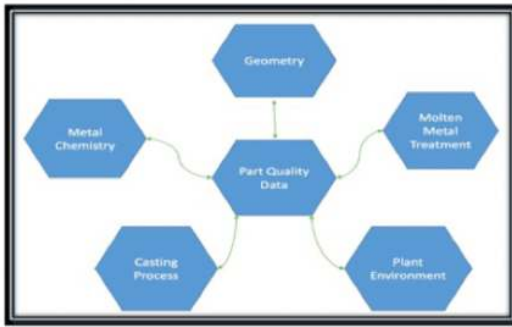 Geometry
Metal
Chemistry
Molten
Metal
Treatment
Part Quality
Data
Casting
Process
Plant
Environment